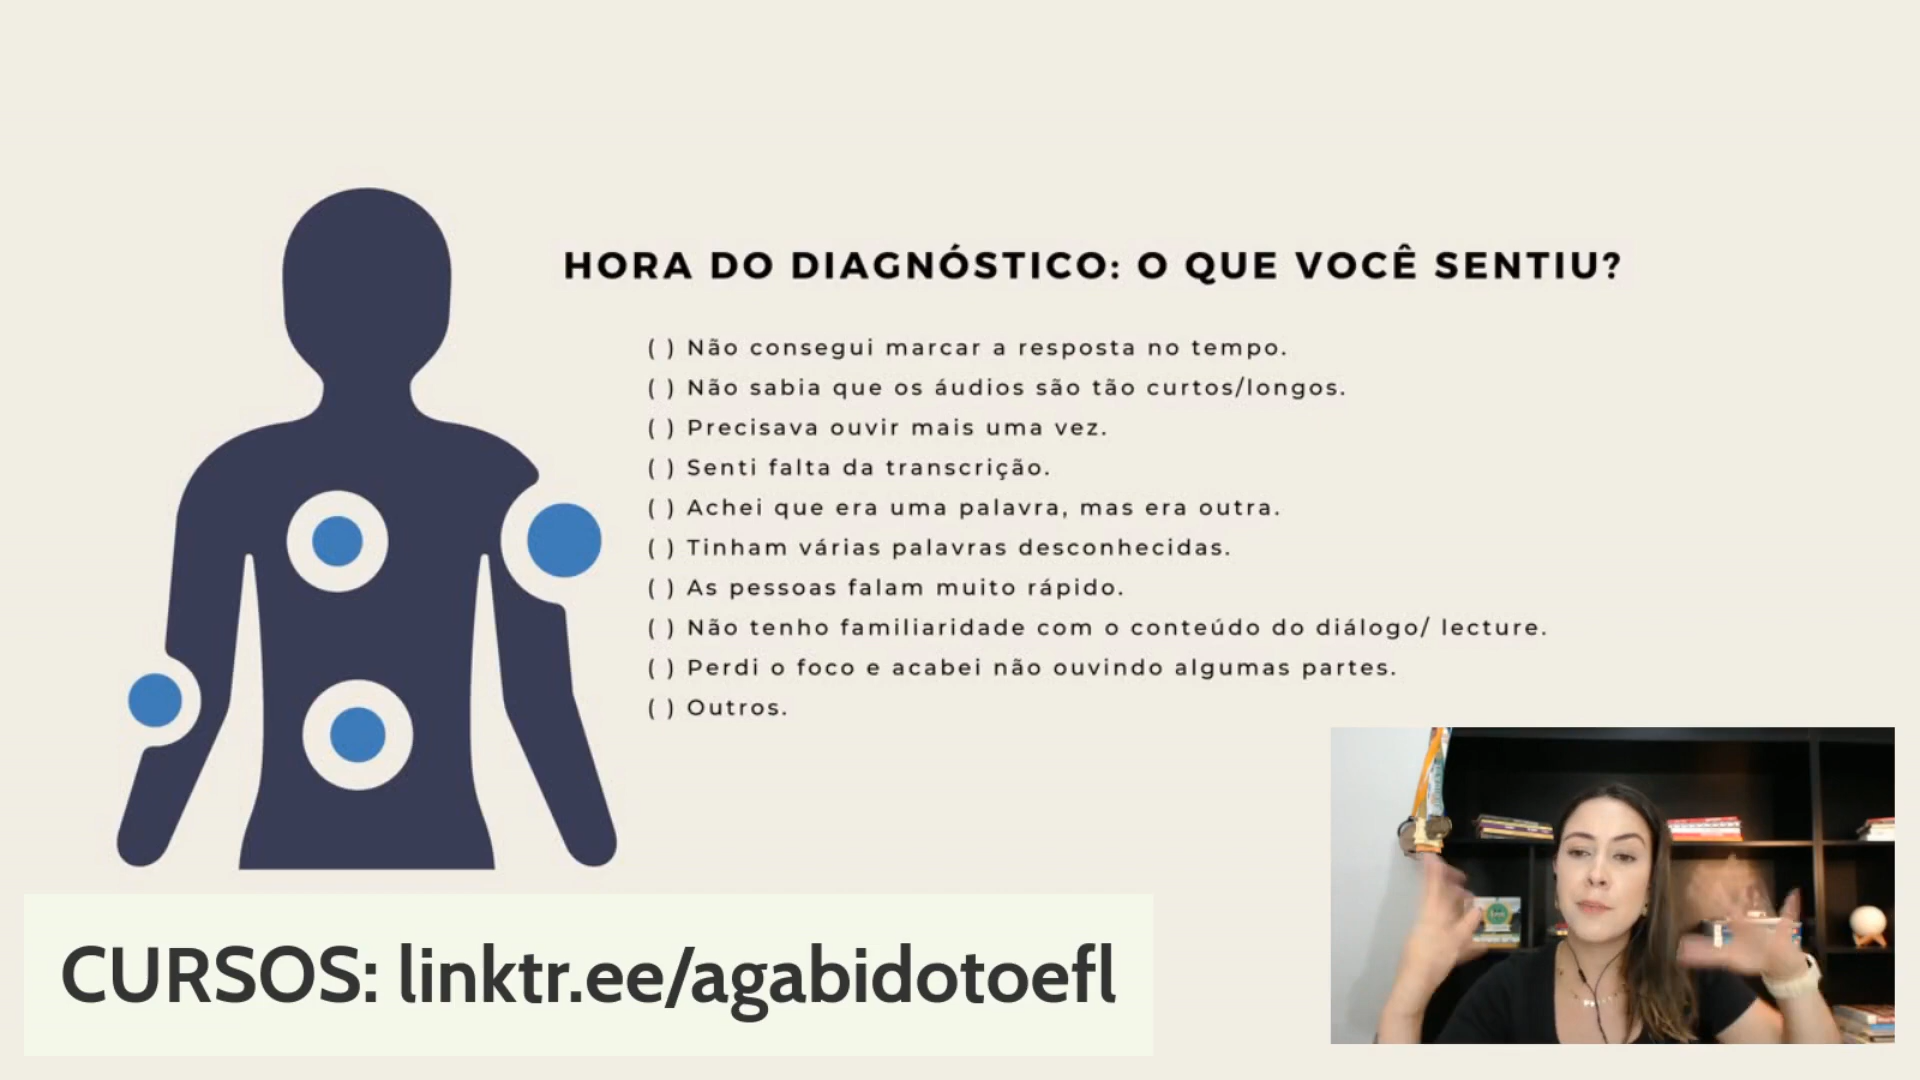 HORA DO DIAGNÓSTICO: O QUE VOCÊ SENTIU?
( ) Não consegui marcar a resposta no tempo.
( ) Não sabia que os áudios são tão curtos/longos.
( ) Precisava ouvir mais uma vez.
( ) Senti falta da transcrição.
( ) Achei que era uma palavra, mas era outra.
( ) Tinham várias palavras desconhecidas.
( ) As pessoas falam muito rápido.
( ) Não tenho familiaridade com o conteúdo do diálogo/ lecture.
( ) Perdi o foco e acabei não ouvindo algumas partes.
( ) Outros.
CURSOS: linktr.ee/agabidotoefl